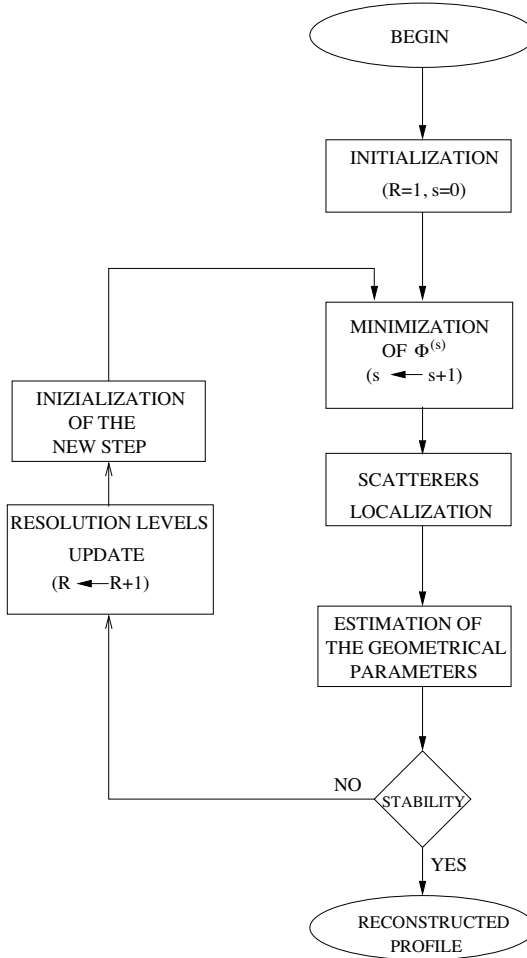 BEGIN
INITIALIZATION
(R=1, s=0)
MINIMIZATION
OF Φ(s)
(s ← s+1)
SCATTERERS
LOCALIZATION
ESTIMATION OF
THE GEOMETRICAL
PARAMETERS
STABILITY
NO
YES
RESOLUTION LEVELS
UPDATE
(R ← R+1)
INIZIALIZATION
OF THE
NEW STEP
RECONSTRUCTED
PROFILE